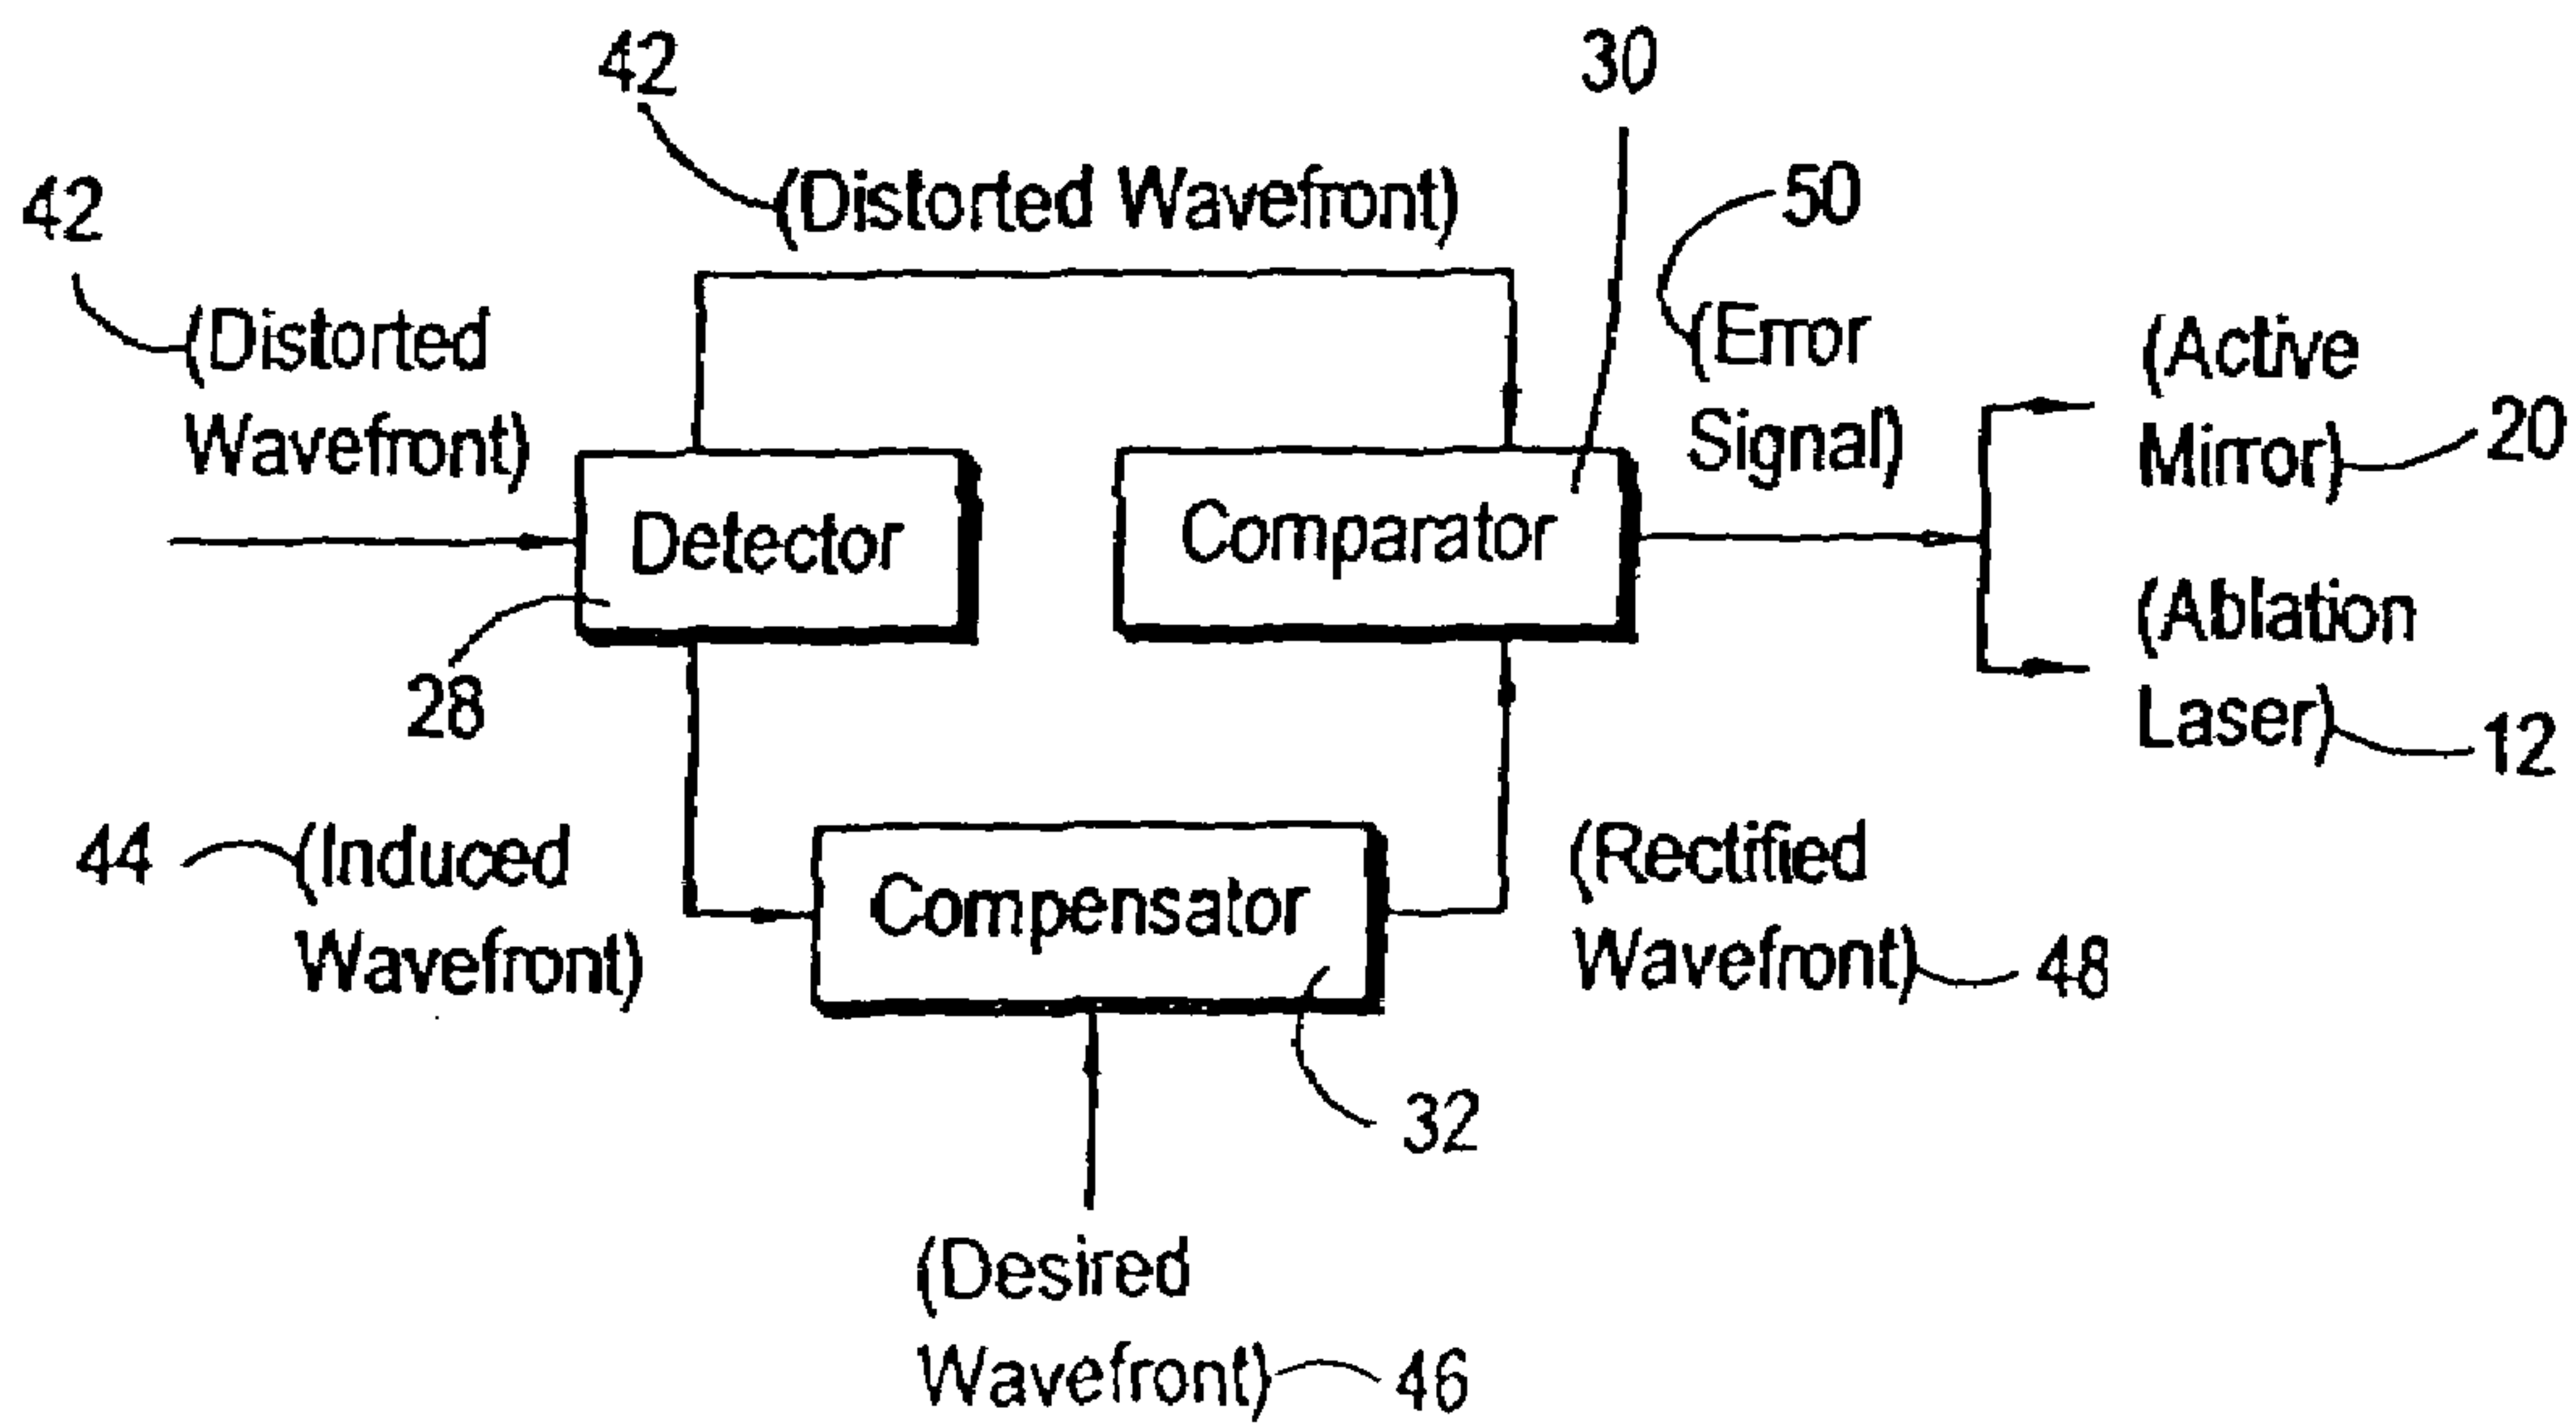 42
30
42
(Distorted Wavefront)
50
(Distorted
Wavefront)
(Error
Signal)
(Active
Mirror)
20
Detector
Comparator
28
(Ablation
Laser)
12
44
(Induced
Wavefront)
Compensator
(Rectified
Wavefront)
48
32
(Desired
Wavefront)
46